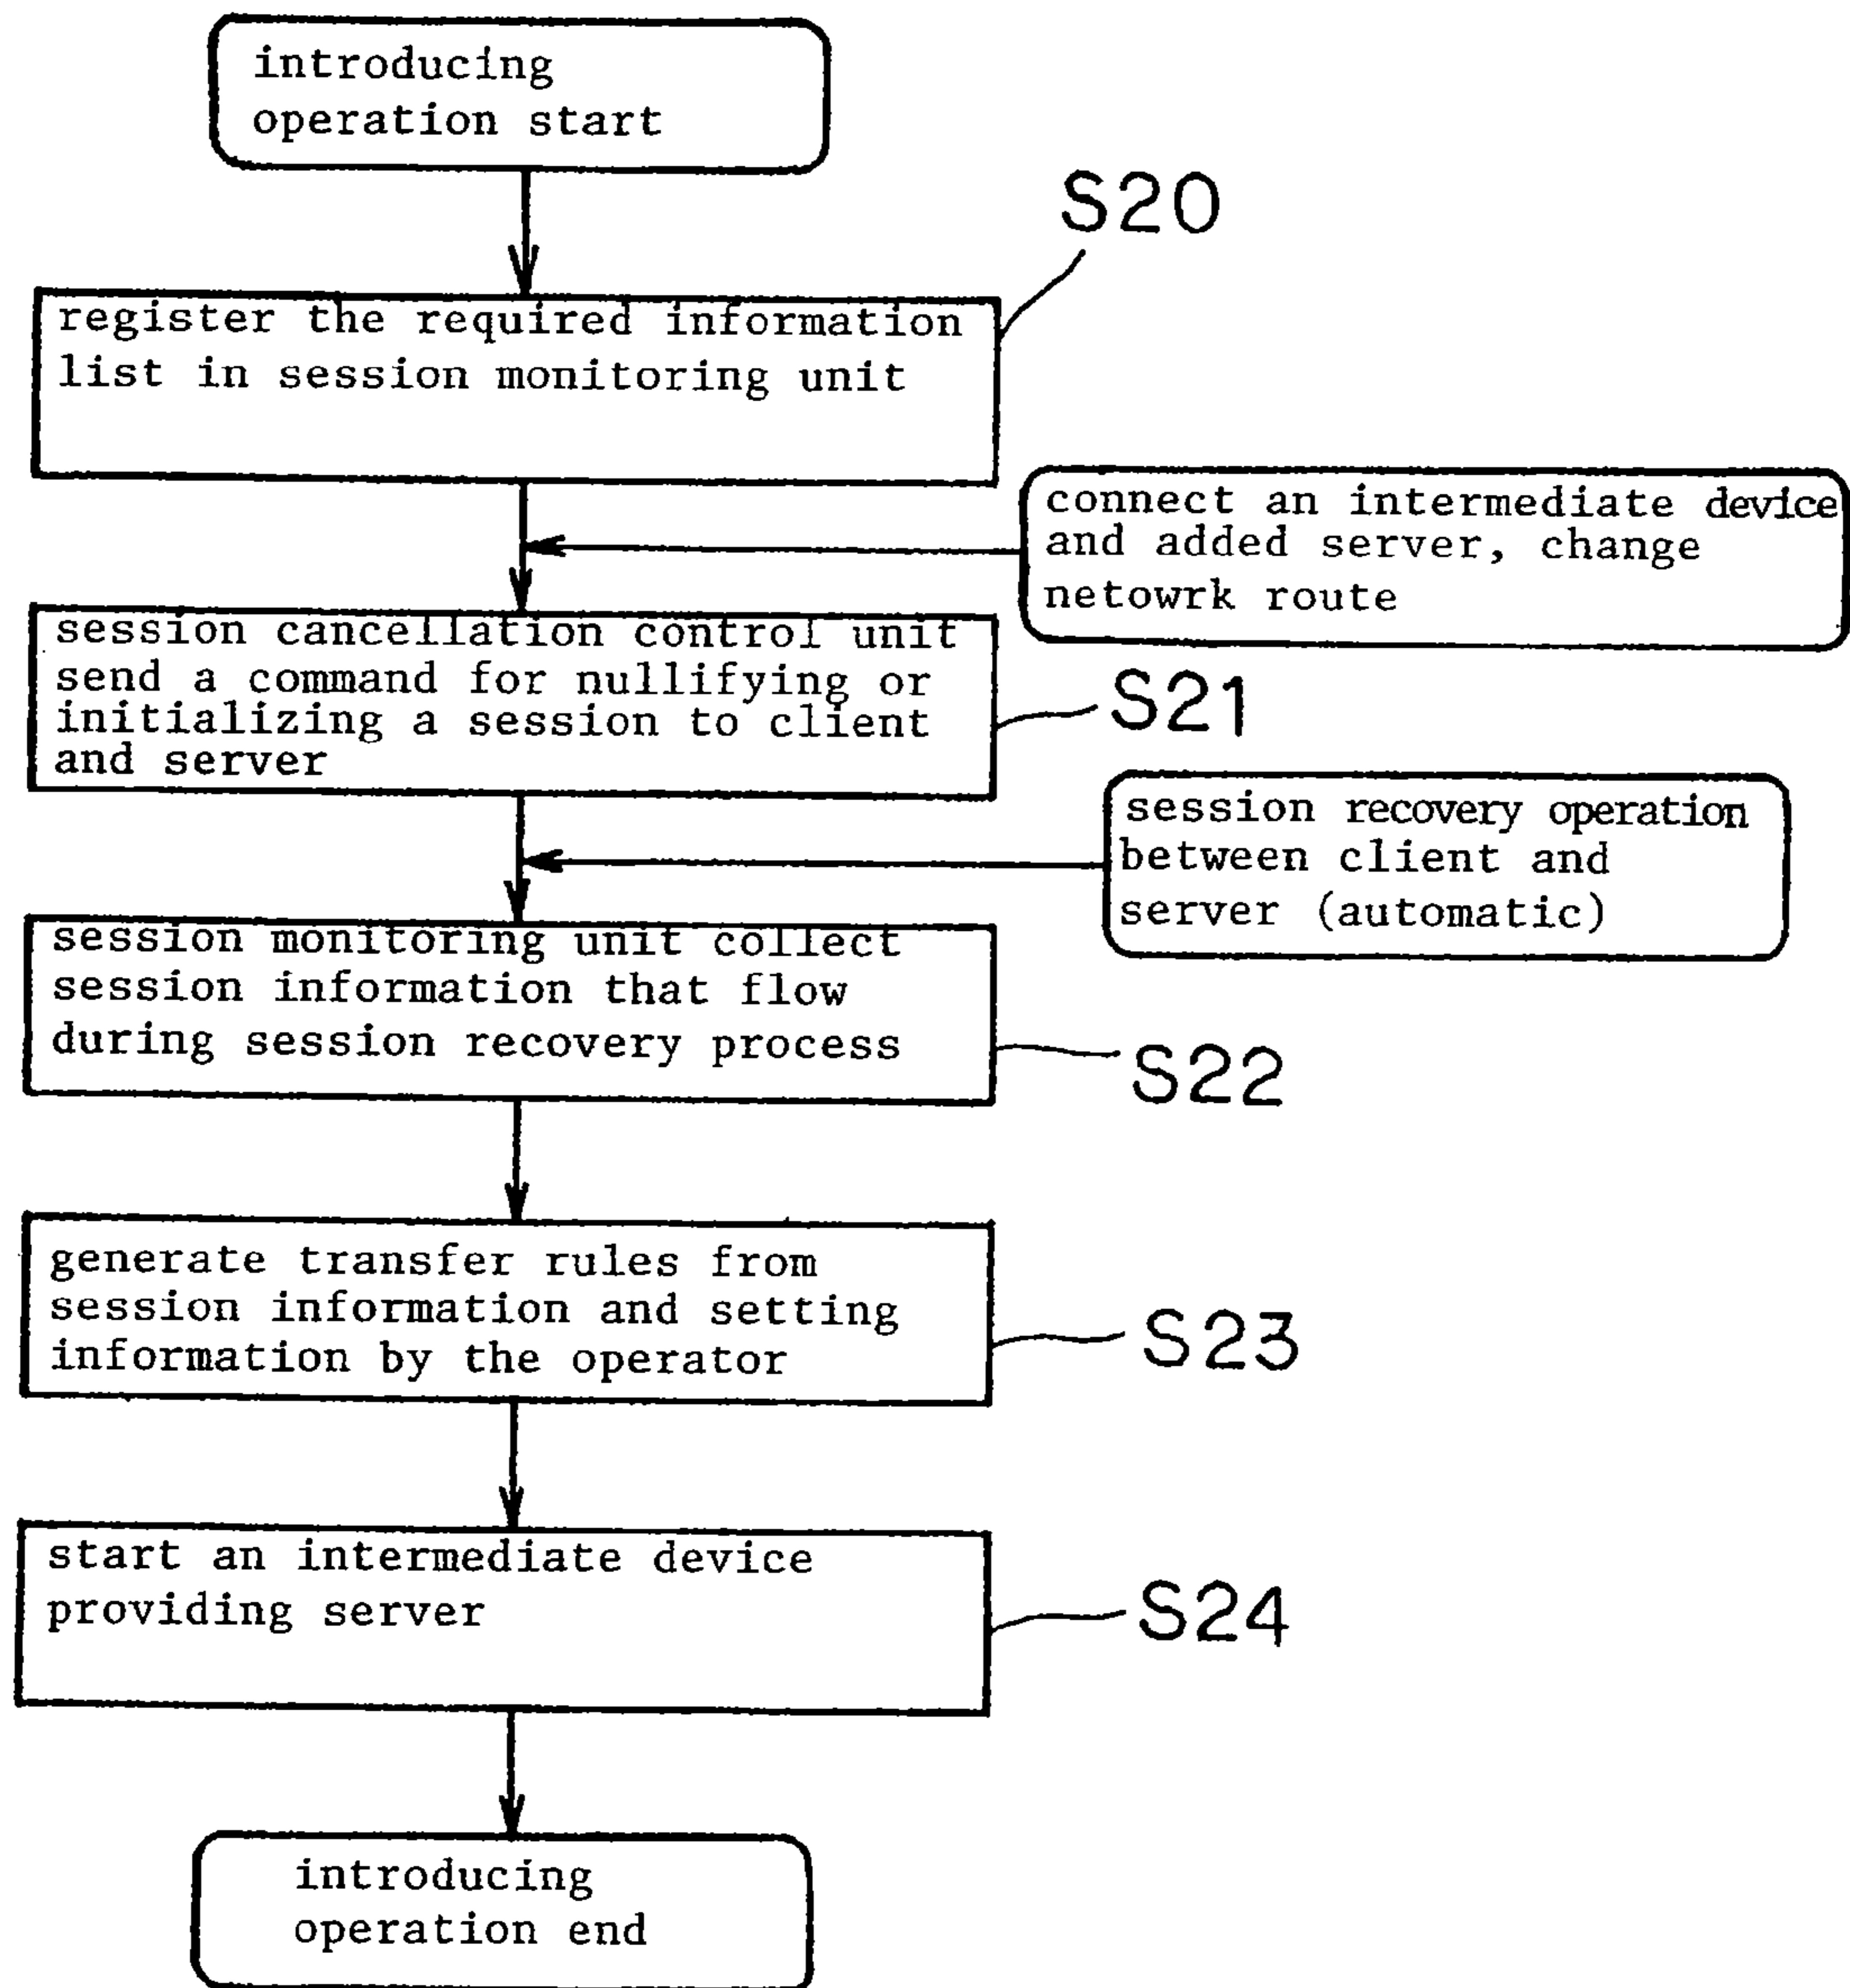 introducing
operation start
S20
register the required information
list in session monitoring unit
connect an intermediate device
and added server, change
netowrk route
session cancellation control unit
send a command for nullifying or
initializing a session to client
and server
S21
session recovery operation
between client and
server (automatic)
session monitoring unit collect
session information that flow
during session recovery process
S22
generate transfer rules from
session information and setting
information by the operator
S23
start an intermediate device
providing server
S24
introducing
operation end